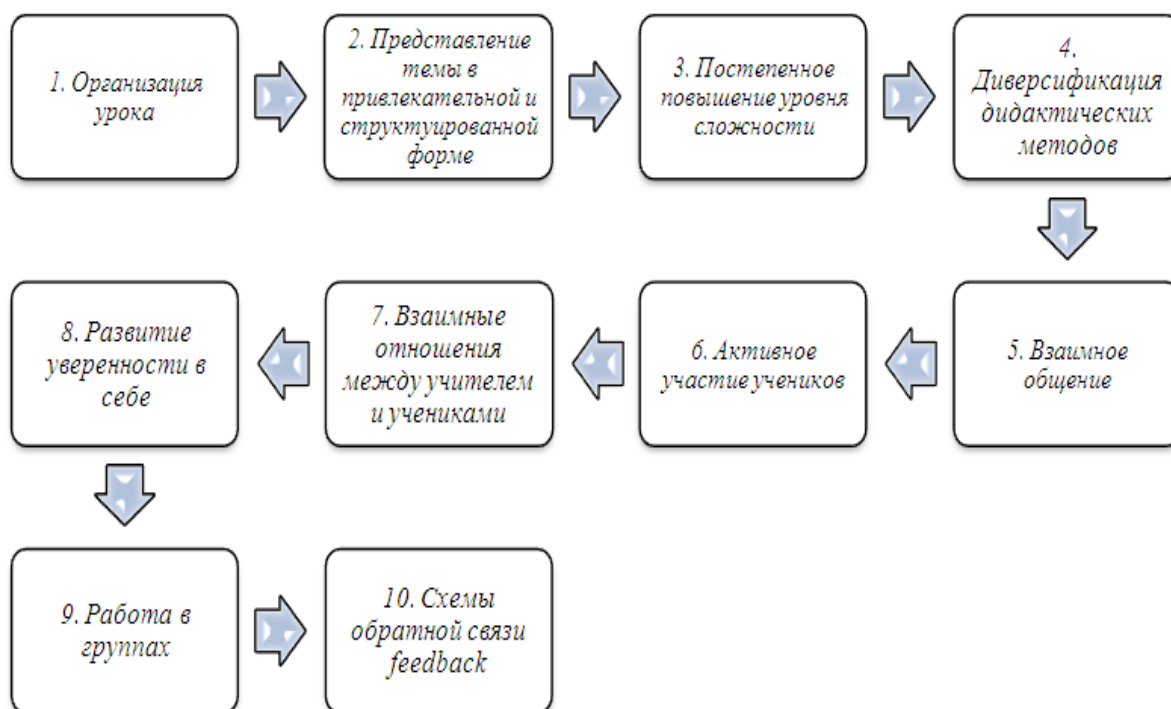 1. Организация
урока
2. Представление
темы в
привлекательной и
структуированной
форме
3. Постепенное
повышение уровня
сложности
4.
Диверсификация
дидактических
методов
5. Взаимное
общение
6. Активное
участие учеников
7. Взаимные
отношения
между учителем
и учениками
8. Развитие
уверенности в
себе
9. Работа в
группах
10. Схемы
обратной связи
feedback